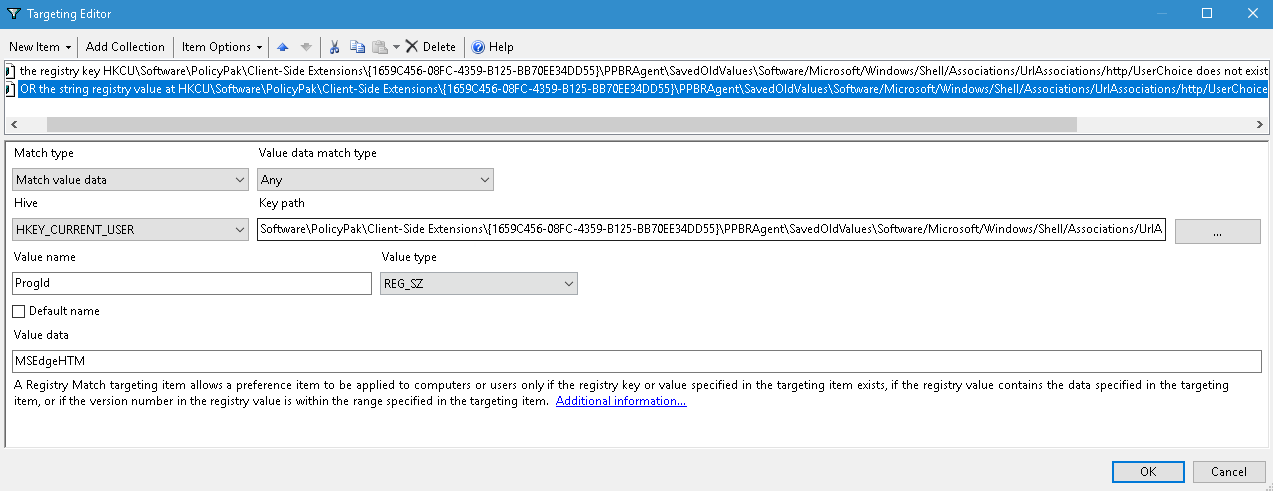 Targeting Editor
New Item Add Collection Item Options Delete Help
the registry key HKCU\Software\PolicyPak\Client-Side Extensions\{1659C456-08FC-4359-B125-BB70EE34DD55}\PPBRAgent\SavedOldValues\Software/Microsoft/Windows/Shell/Associations/UrlAssociations/http/UserChoice does not exist
OR the string registry value at HKCU\Software\PolicyPak\Client-Side Extensions\{1659C456-08FC-4359-B125-BB70EE34DD55}\PPBRAgent\SavedOldValues\Software/Microsoft/Windows/Shell/Associations/UrlAssociations/http/UserChoice
Match type Value data match type
Match value data Any
Hive Key path
HKEY_CURRENT_USER Software\PolicyPak\Client-Side Extensions\{1659C456-08FC-4359-B125-BB70EE34DD55}\PPBRAgent\SavedOldValues\Software/Microsoft/Windows/Shell/Associations/UrlA ...
Value name Value type
ProgId REG_SZ
Default name
Value data
MSEdgeHTM
A Registry Match targeting item allows a preference item to be applied to computers or users only if the registry key or value specified in the targeting item exists, if the registry value contains the data specified in the targeting
item, or if the version number in the registry value is within the range specified in the targeting item. Additional information...
OK Cancel